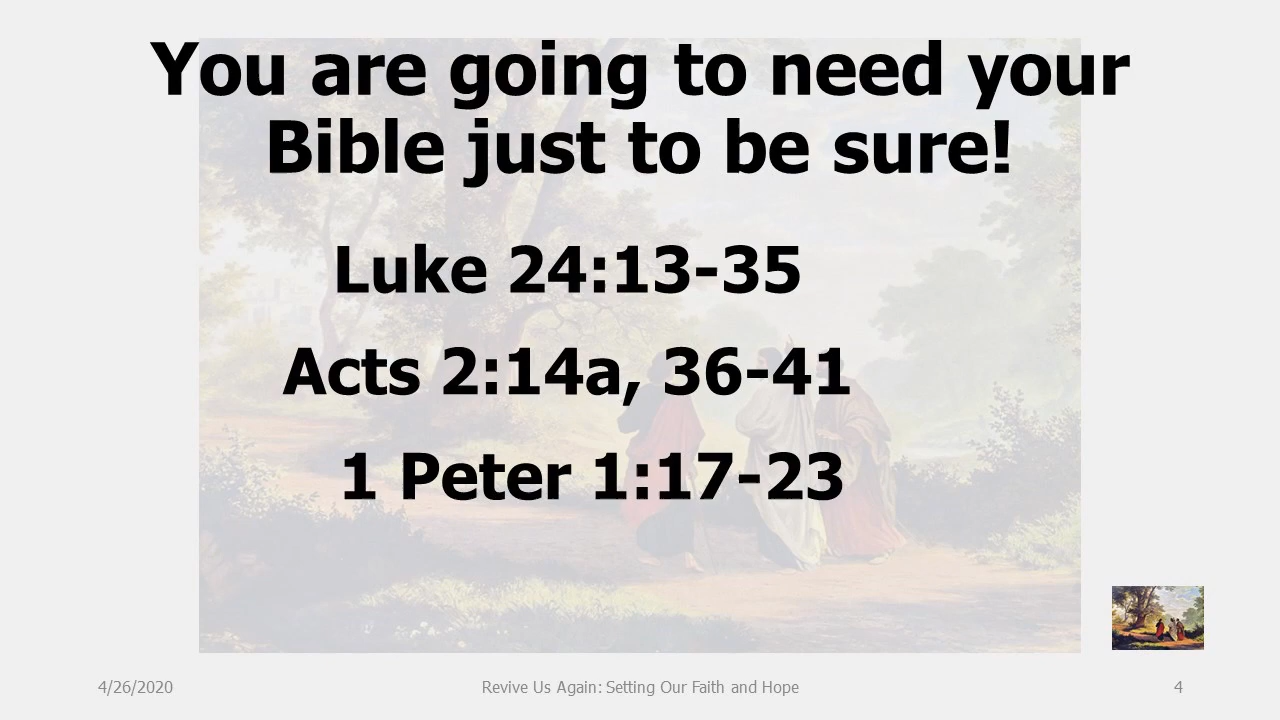 You are going to need your
Bible just to be sure!
Luke 24:13-35
Acts 2:14a, 36-41
1 Peter 1:17-23
4/26/2020
Revive Us Again: Setting Our Faith and Hope
4